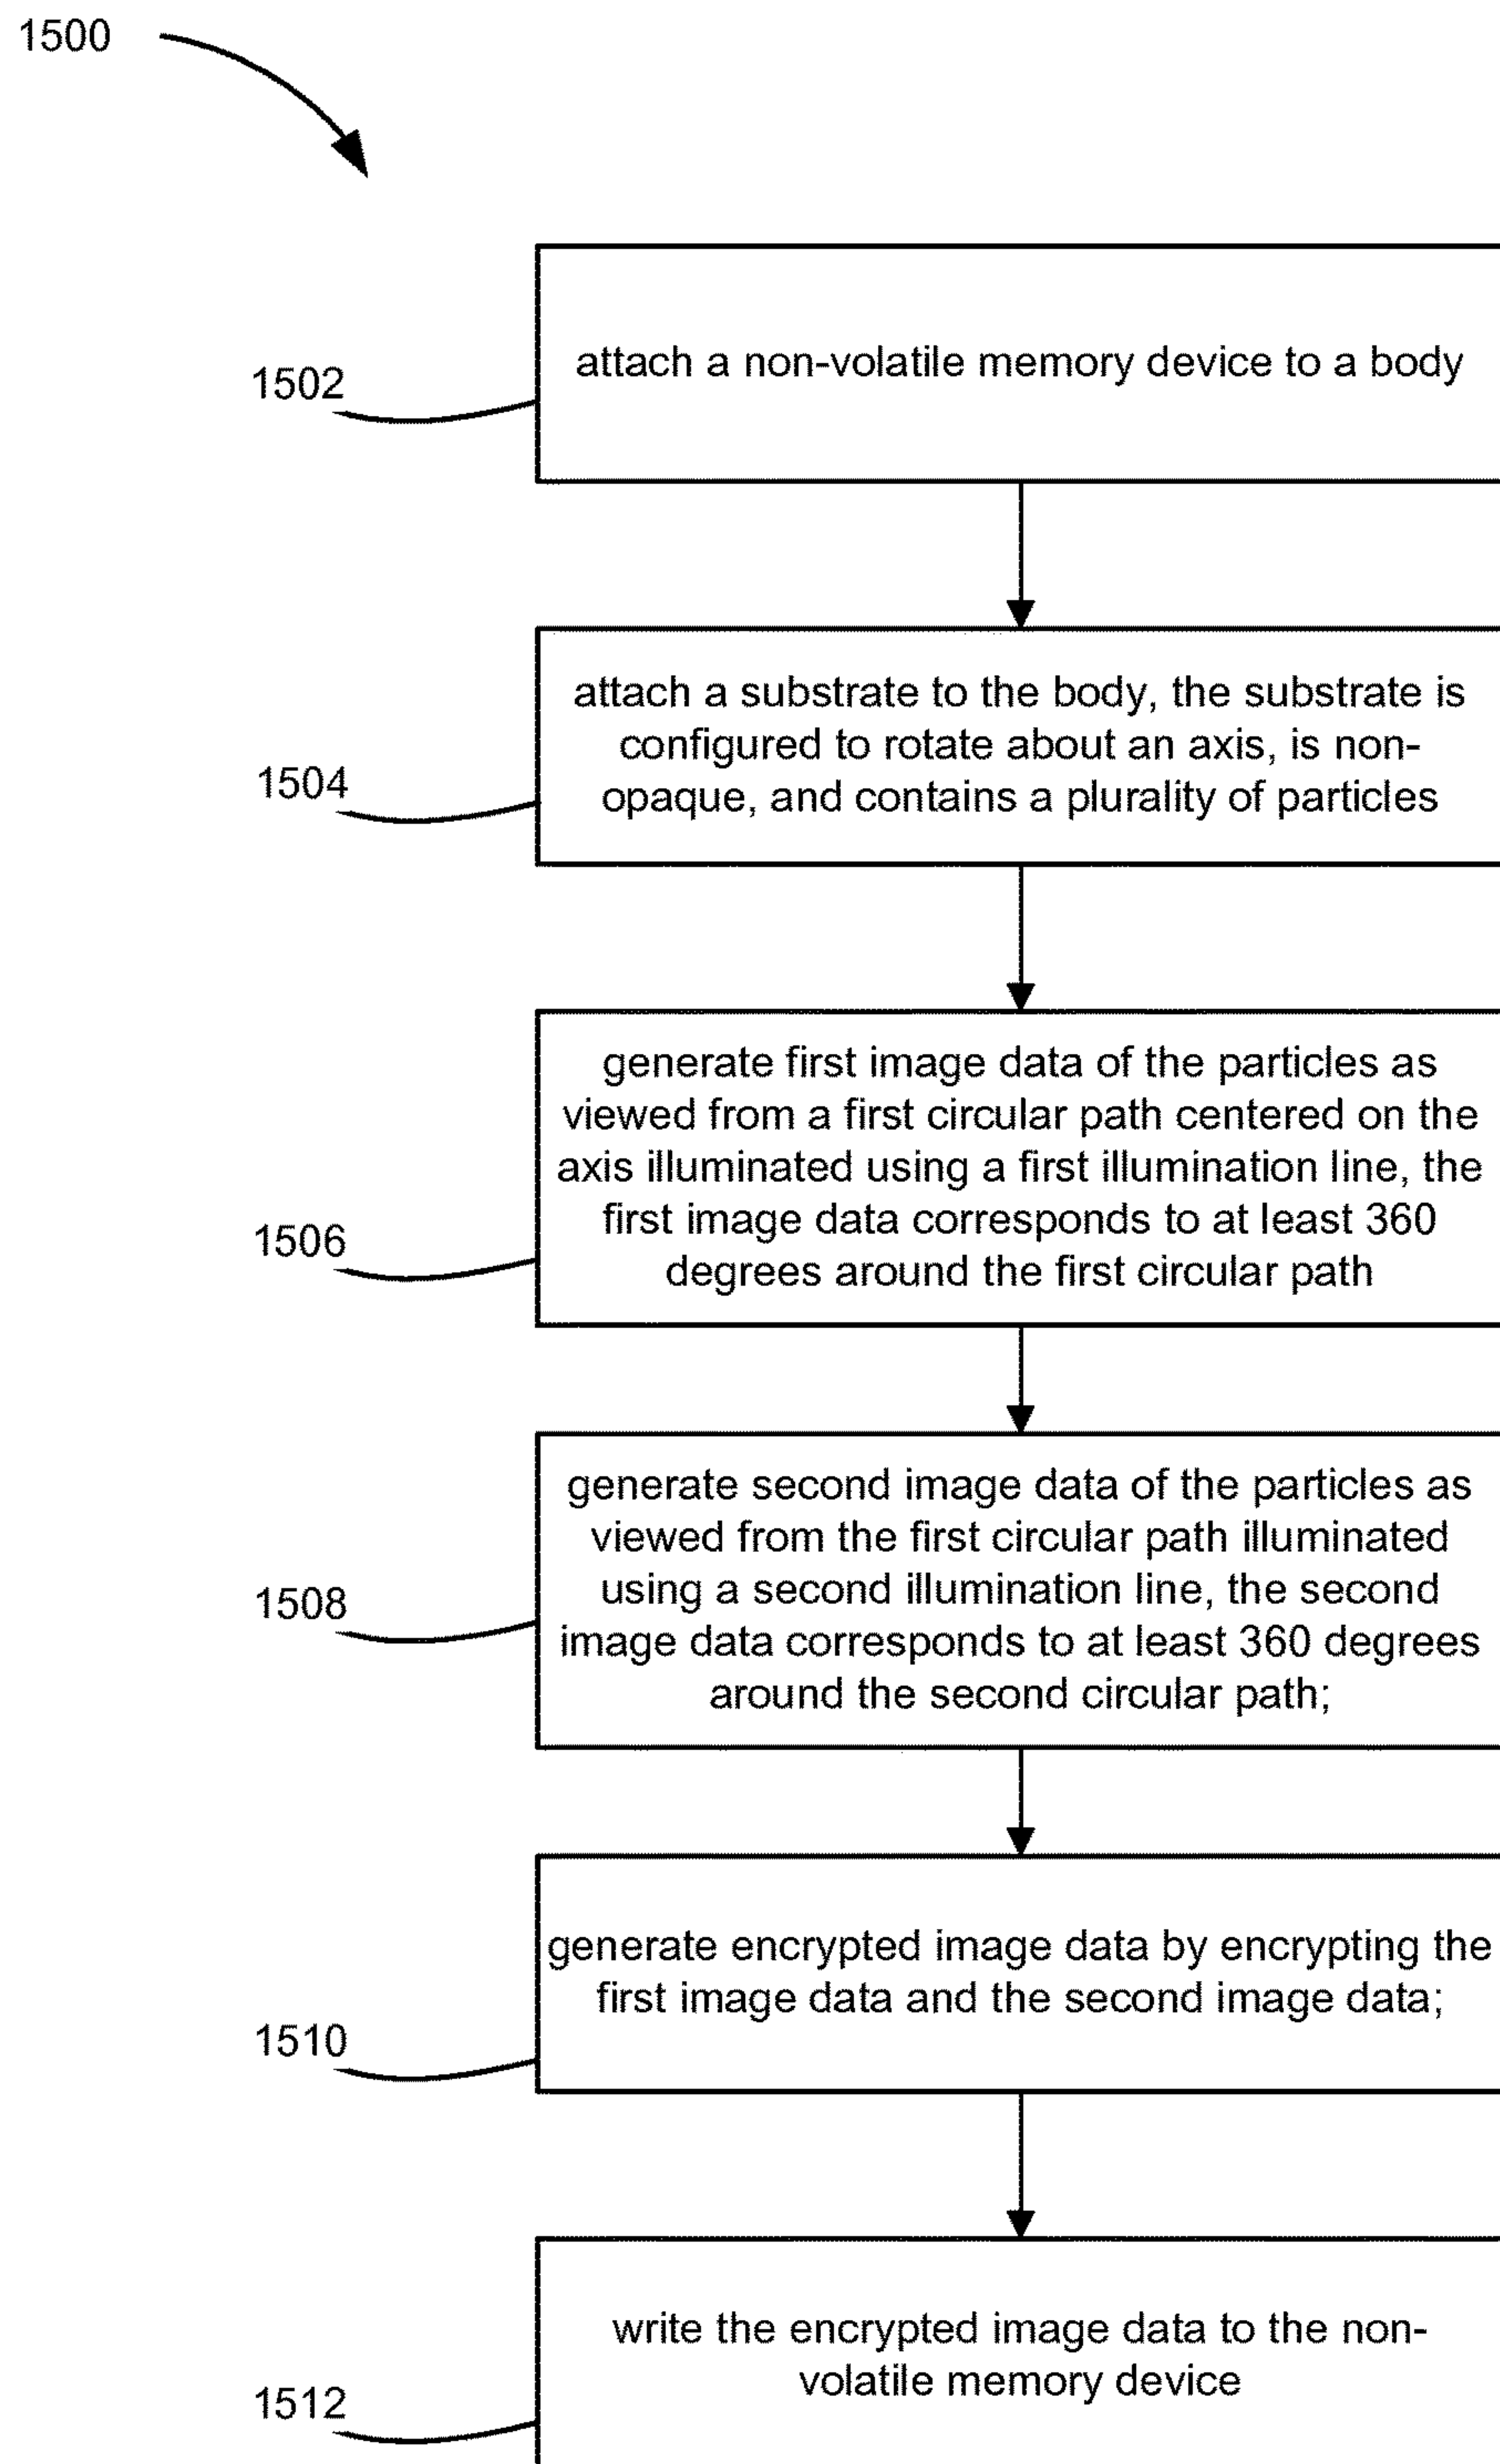 1500
1502
attach a non-volatile memory device to a body
1504
attach a substrate to the body, the substrate is
configured to rotate about an axis, is non-
opaque, and contains a plurality of particles
1506
generate first image data of the particles as
viewed from a first circular path centered on the
axis illuminated using a first illumination line, the
first image data corresponds to at least 360
degrees around the first circular path
1508
generate second image data of the particles as
viewed from the first circular path illuminated
using a second illumination line, the second
image data corresponds to at least 360 degrees
around the second circular path;
1510
generate encrypted image data by encrypting the
first image data and the second image data;
1512
write the encrypted image data to the non-
volatile memory device